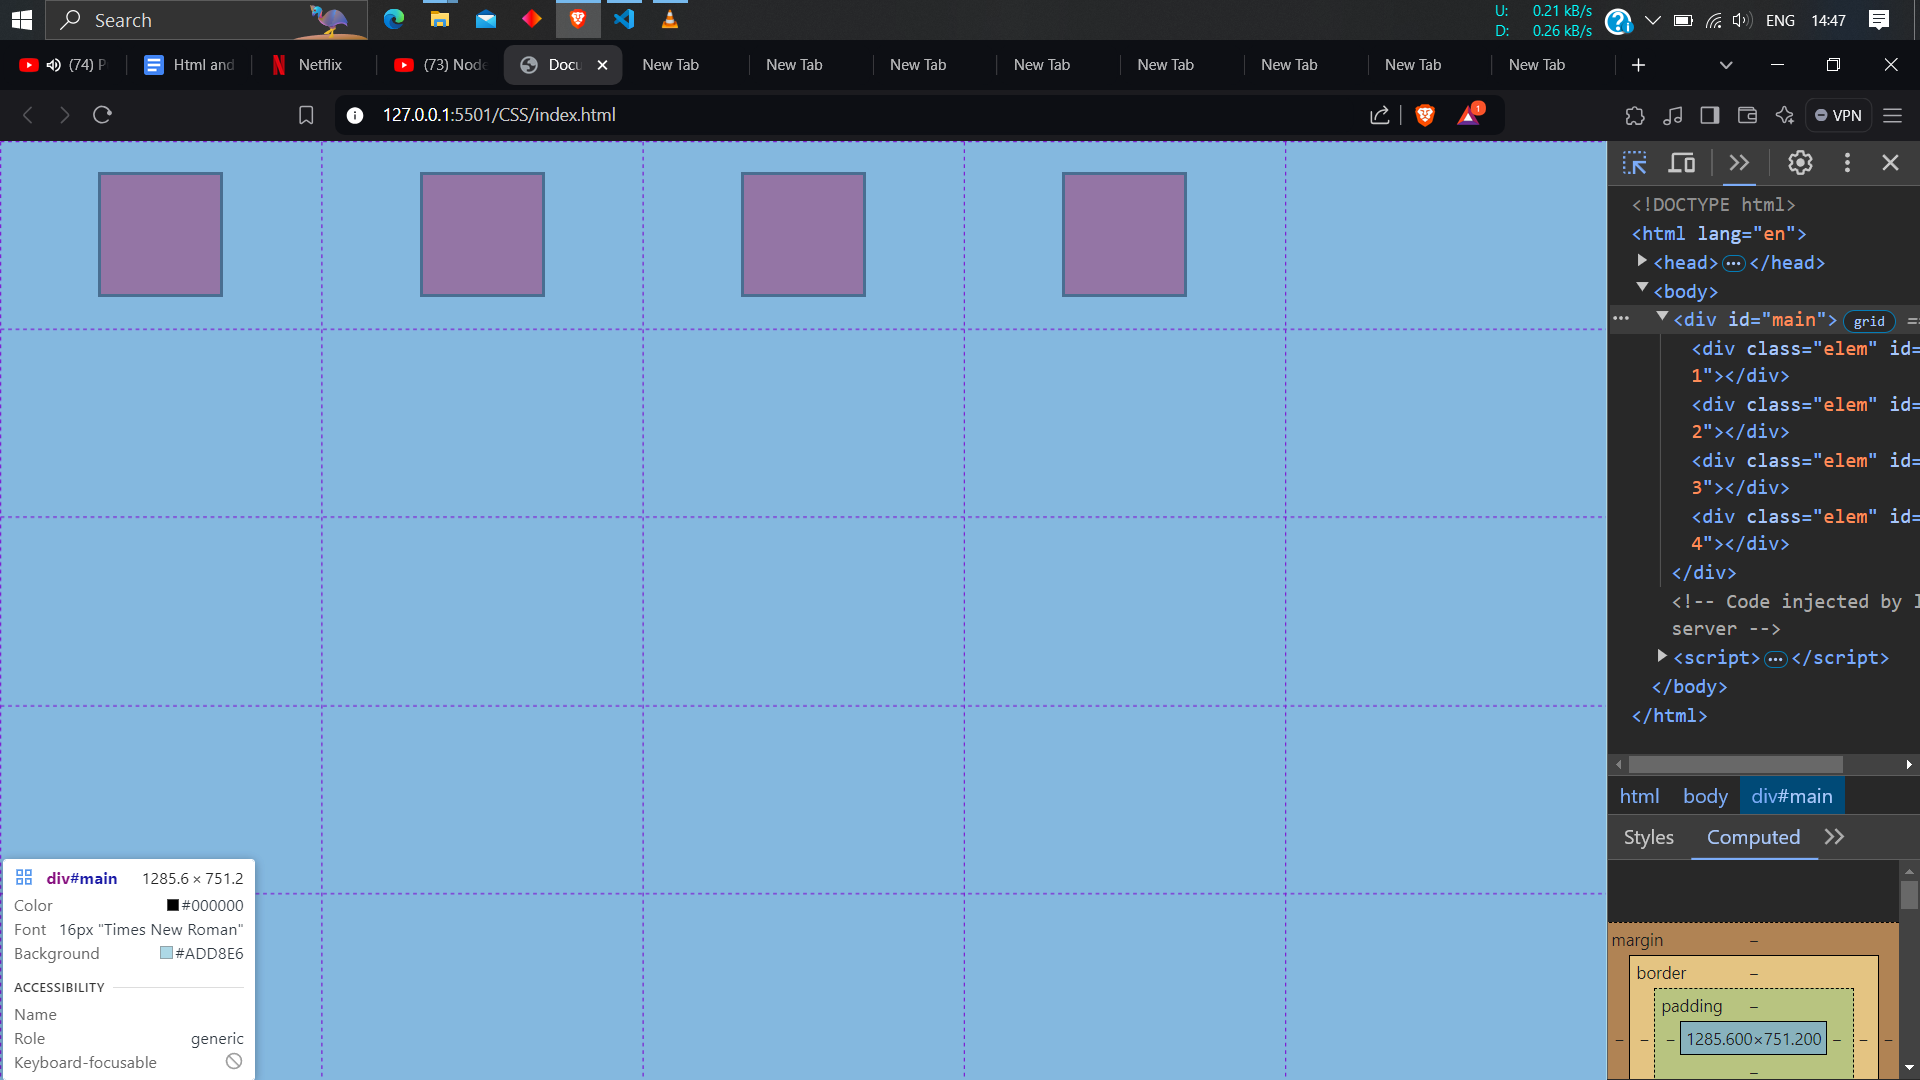 Search
U: 0.21 kB/s
D: 0.26 kB/s
ENG 14:47
(74) P
Html and
Netflix
(73) Node
Docu
New Tab
New Tab
New Tab
New Tab
New Tab
New Tab
New Tab
New Tab
127.0.0.1:5501/CSS/index.html
1
VPN
<!DOCTYPE html>
<html lang="en">
<head>…</head>
<body>
<div id="main"> grid ==
<div class="elem" id=
1"></div>
<div class="elem" id=
2"></div>
<div class="elem" id=
3"></div>
<div class="elem" id=
4"></div>
</div>
<!-- Code injected by
server -->
<script>…</script>
</body>
</html>
html body div#main
Styles Computed
margin –
border –
padding –
– – – 1285.600×751.200 – – –
–
div#main 1285.6 × 751.2
Color #000000
Font 16px "Times New Roman"
Background #ADD8E6
ACCESSIBILITY
Name
Role generic
Keyboard-focusable